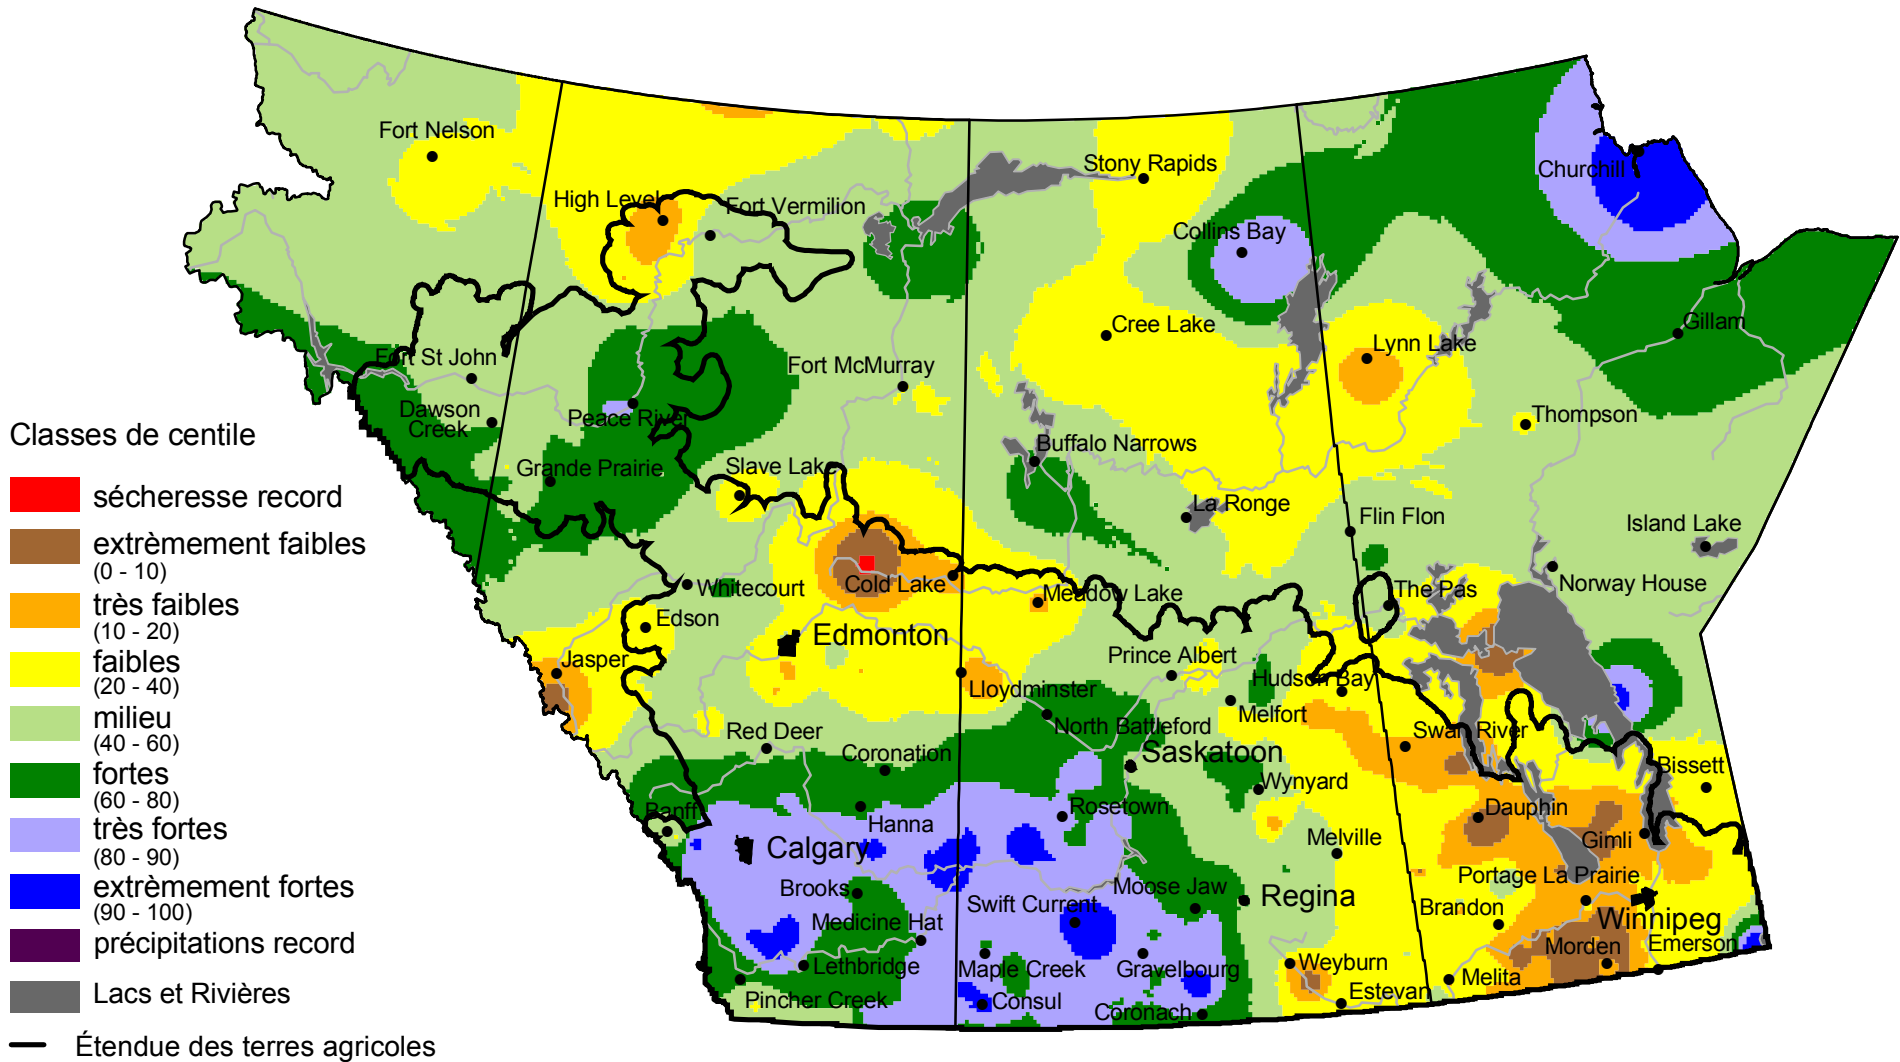 Classes de centile
sécheresse record
extrèmement faibles
(0 - 10)
très faibles
(10 - 20)
faibles
(20 - 40)
milieu
(40 - 60)
fortes
(60 - 80)
très fortes
(80 - 90)
extrèmement fortes
(90 - 100)
précipitations record
Lacs et Rivières
Étendue des terres agricoles
Fort Nelson
High Level
Fort Vermilion
Stony Rapids
Churchill
Collins Bay
Cree Lake
Lynn Lake
Gillam
Fort St John
Fort McMurray
Dawson
Creek
Peace River
Thompson
Buffalo Narrows
Grande Prairie
Slave Lake
La Ronge
Flin Flon
Island Lake
Whitecourt
Cold Lake
Meadow Lake
The Pas
Norway House
Edson
Edmonton
Jasper
Prince Albert
Lloydminster
Hudson Bay
Melfort
North Battleford
Red Deer
Coronation
Saskatoon
Swan River
Wynyard
Bissett
Banff
Hanna
Rosetown
Dauphin
Calgary
Melville
Gimli
Brooks
Moose Jaw
Regina
Portage La Prairie
Medicine Hat
Swift Current
Brandon
Winnipeg
Morden
Emerson
Lethbridge
Maple Creek
Gravelbourg
Weyburn
Melita
Pincher Creek
Consul
Coronach
Estevan